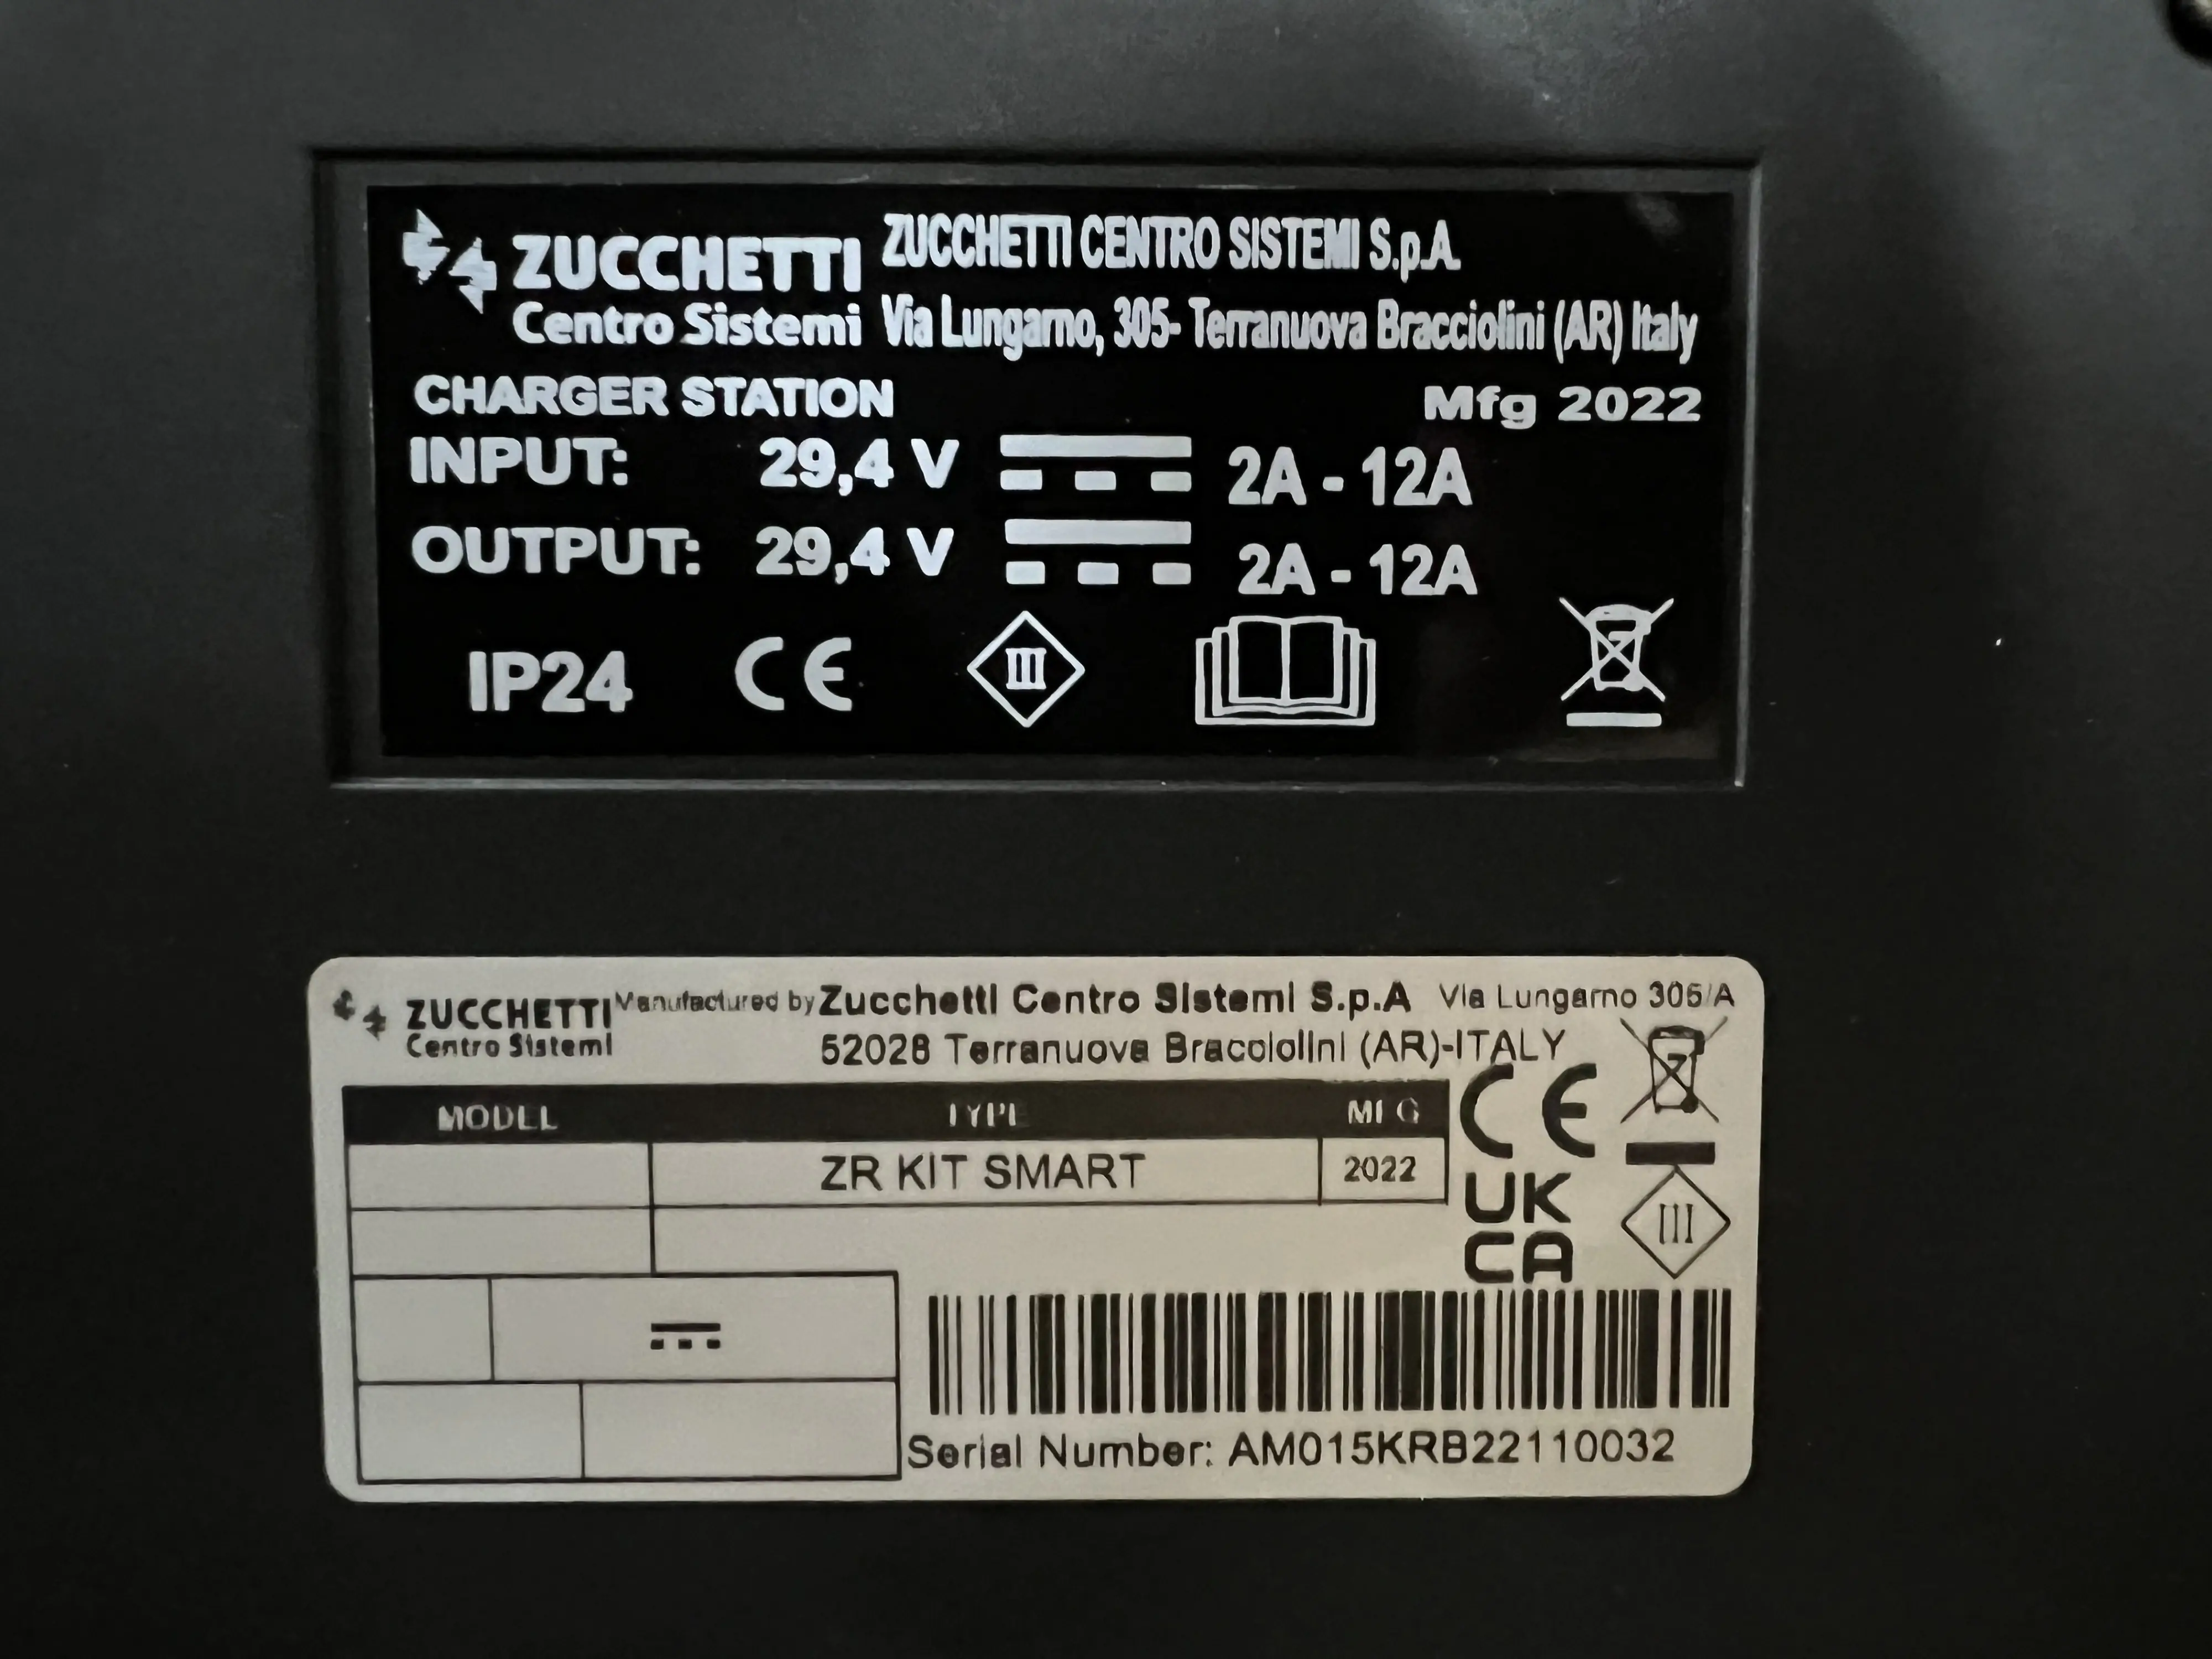 ZUCCHETTI
Centro Sistemi
ZUCCHETTI CENTRO SISTEMI S.p.A.
Via Lungarno, 305- Terranuova Bracciolini (AR) Italy
CHARGER STATION
Mfg 2022
INPUT: 29,4 V 2A - 12A
OUTPUT: 29,4 V 2A - 12A
IP24 CE III
ZUCCHETTI
Centro Sistemi
Manufactured by Zucchetti Centro Sistemi S.p.A Via Lungarno 305/A
52028 Terranuova Bracciolini (AR)-ITALY
MODEL TYPE MFG
ZR KIT SMART 2022
CE
UK
CA
III
Serial Number: AM015KRB22110032